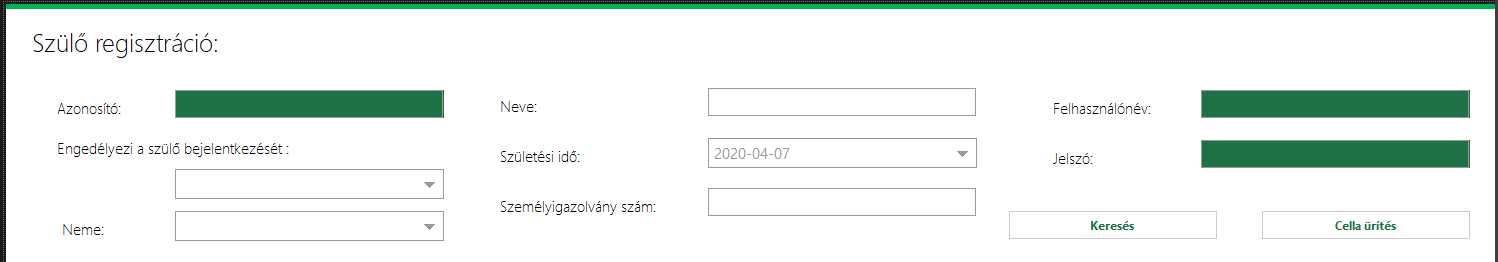 Szülő regisztráció:
Azonosító:
Neve:
Felhasználónév:
Engedélyezi a szülő bejelentkezését :
Születési idő:
2020-04-07
Jelszó:
Személyigazolvány szám:
Neme:
Keresés
Cella ürítés